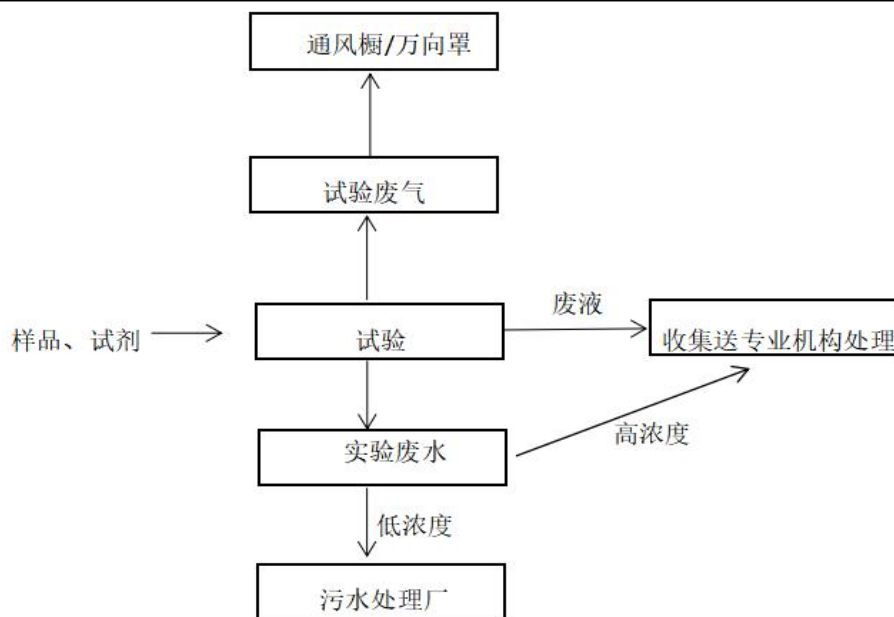 通风橱/万向罩
试验废气
废液
样品、试剂
试验
收集送专业机构处理
高浓度
实验废水
低浓度
污水处理厂